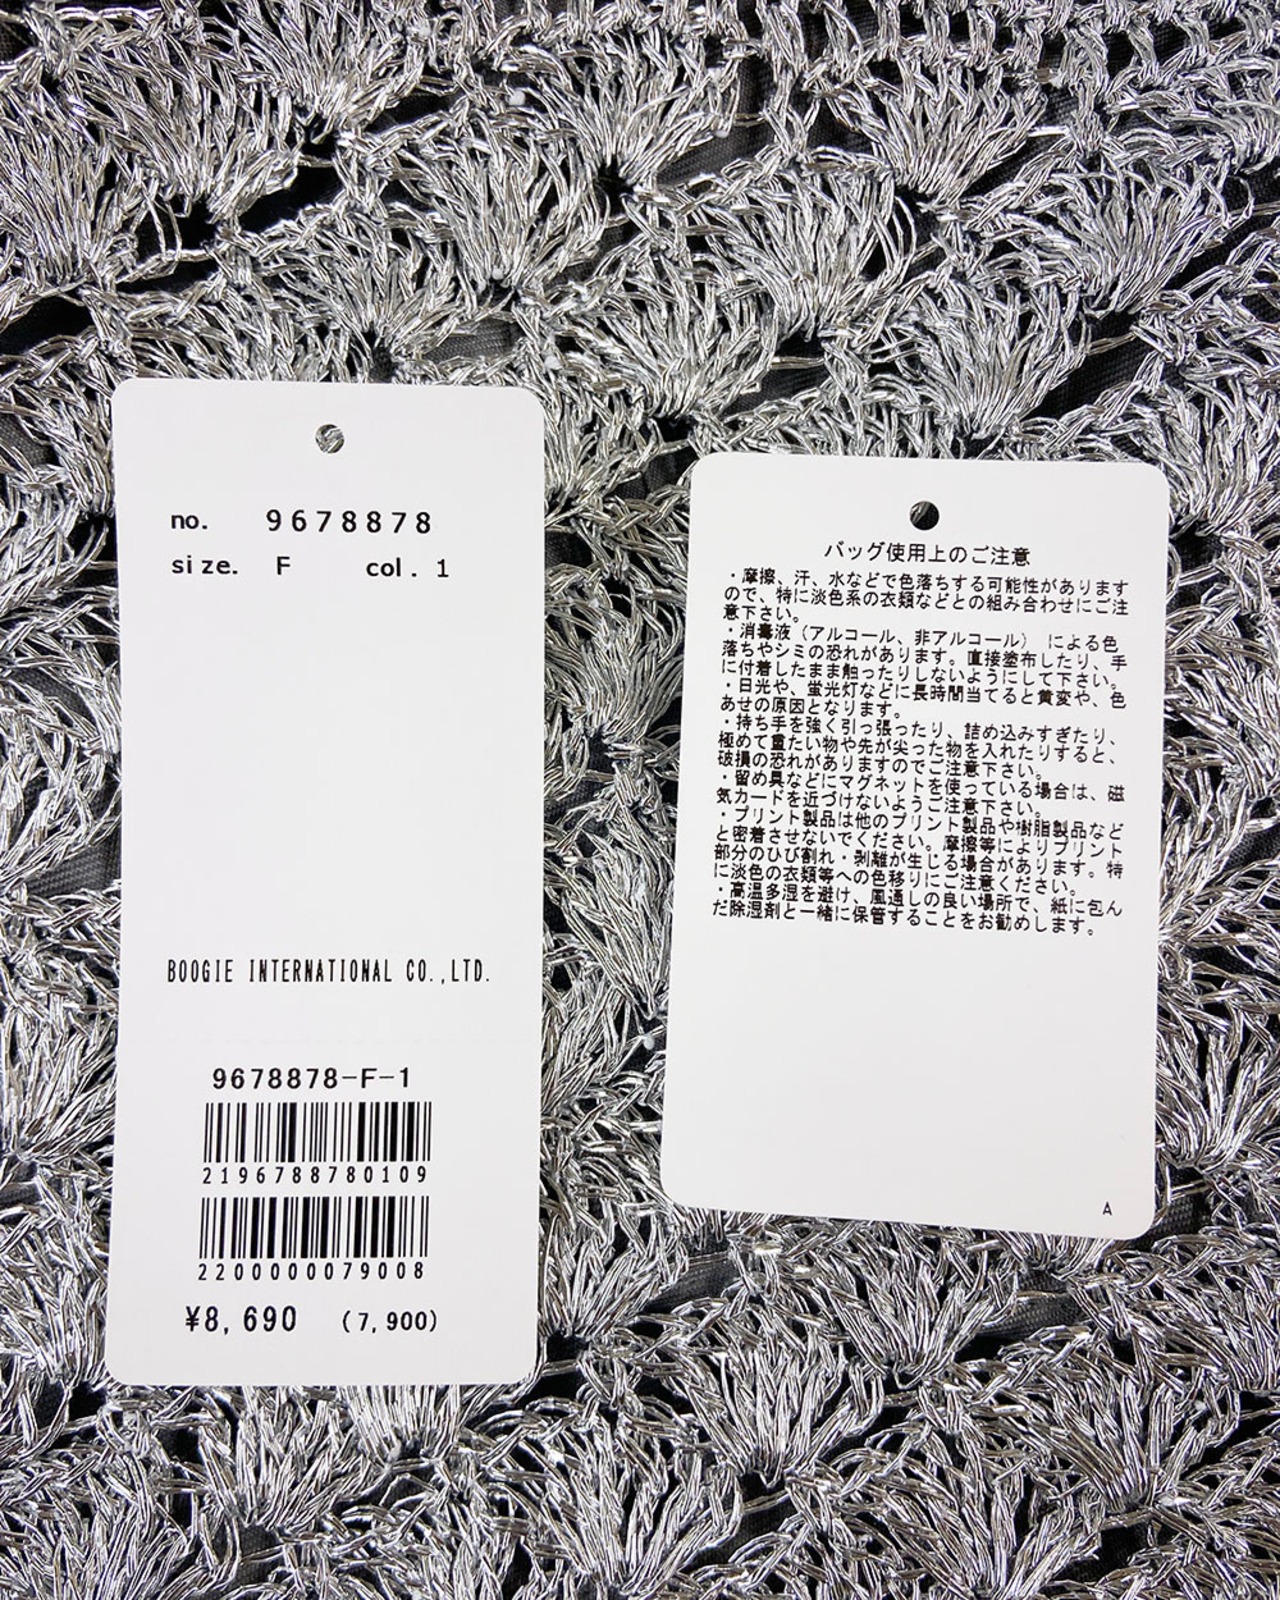 no. 9678878
size. F col. 1
BOOGIE INTERNATIONAL CO.,LTD.
9678878-F-1
2196788780109
2200000079008
¥8,690 (7,900)
バッグ使用上のご注意
・摩擦、汗、水などで色落ちする可能性があります
ので、特に淡色系の衣類などとの組み合わせにご注
意下さい。
・消毒液(アルコール、非アルコール) による色
落ちやシミの恐れがあります。直接塗布したり、手
に付着したまま触ったりしないようにして下さい。
・日光や、蛍光灯などに長時間当てると黄変や、色
あせの原因となります。
・持ち手を強く引っ張ったり、詰め込みすぎたり、
極めて重たい物や先が尖った物を入れたりすると、
破損の恐れがありますのでご注意下さい。
・留め具などにマグネットを使っている場合は、磁
気カードを近づけないようご注意下さい。
・プリント製品は他のプリント製品や樹脂製品など
と密着させないでください。摩擦等によりプリント
部分のひび割れ・剥離が生じる場合があります。特
に淡色の衣類等への色移りにご注意ください。
・高温多湿を避け、風通しの良い場所で、紙に包ん
だ除湿剤と一緒に保管することをお勧めします。
A